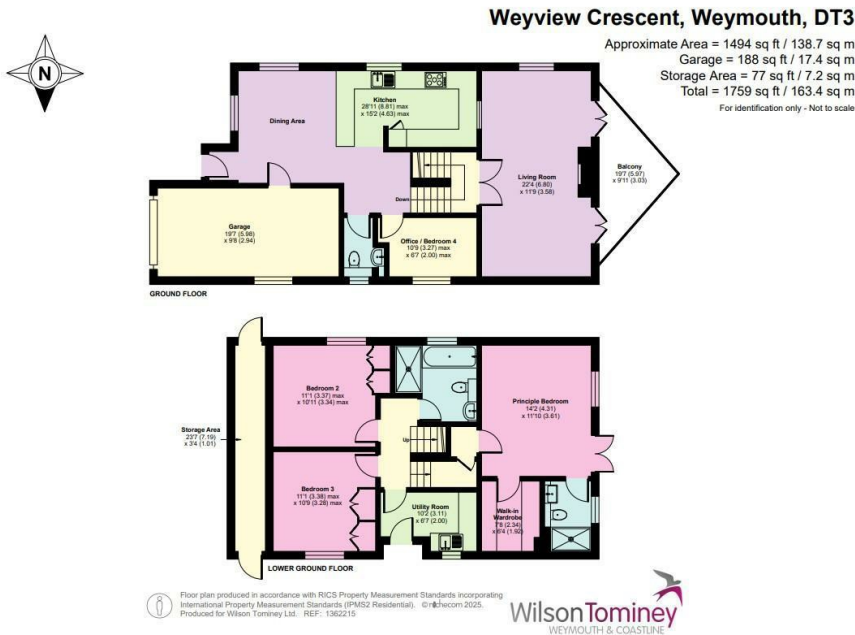 Weyview Crescent, Weymouth, DT3
Approximate Area = 1494 sq ft / 138.7 sq m
Garage = 188 sq ft / 17.4 sq m
Storage Area = 77 sq ft / 7.2 sq m
Total = 1759 sq ft / 163.4 sq m
For identification only - Not to scale
N
Kitchen
28'11 (8.81) max
x 15'2 (4.63) max
Dining Area
Living Room
22'4 (6.80)
x 11'9 (3.58)
Balcony
19'7 (5.97)
x 9'11 (3.03)
Down
Garage
19'7 (5.98)
x 9'8 (2.94)
Office / Bedroom 4
10'9 (3.27) max
x 6'7 (2.00) max
GROUND FLOOR
Bedroom 2
11'1 (3.37) max
x 10'11 (3.34) max
Principle Bedroom
14'2 (4.31)
x 11'10 (3.61)
Storage Area
23'7 (7.19)
x 3'4 (1.01)
Up
Bedroom 3
11'1 (3.38) max
x 10'9 (3.28) max
Utility Room
10'2 (3.11)
x 6'7 (2.00)
Walk-in
Wardrobe
7'8 (2.34)
x 6'4 (1.92)
LOWER GROUND FLOOR
Floor plan produced in accordance with RICS Property Measurement Standards incorporating
International Property Measurement Standards (IPMS2 Residential). © nichecom 2025.
Produced for Wilson Tominey Ltd. REF: 1362215
WilsonTominey
WEYMOUTH & COASTLINE